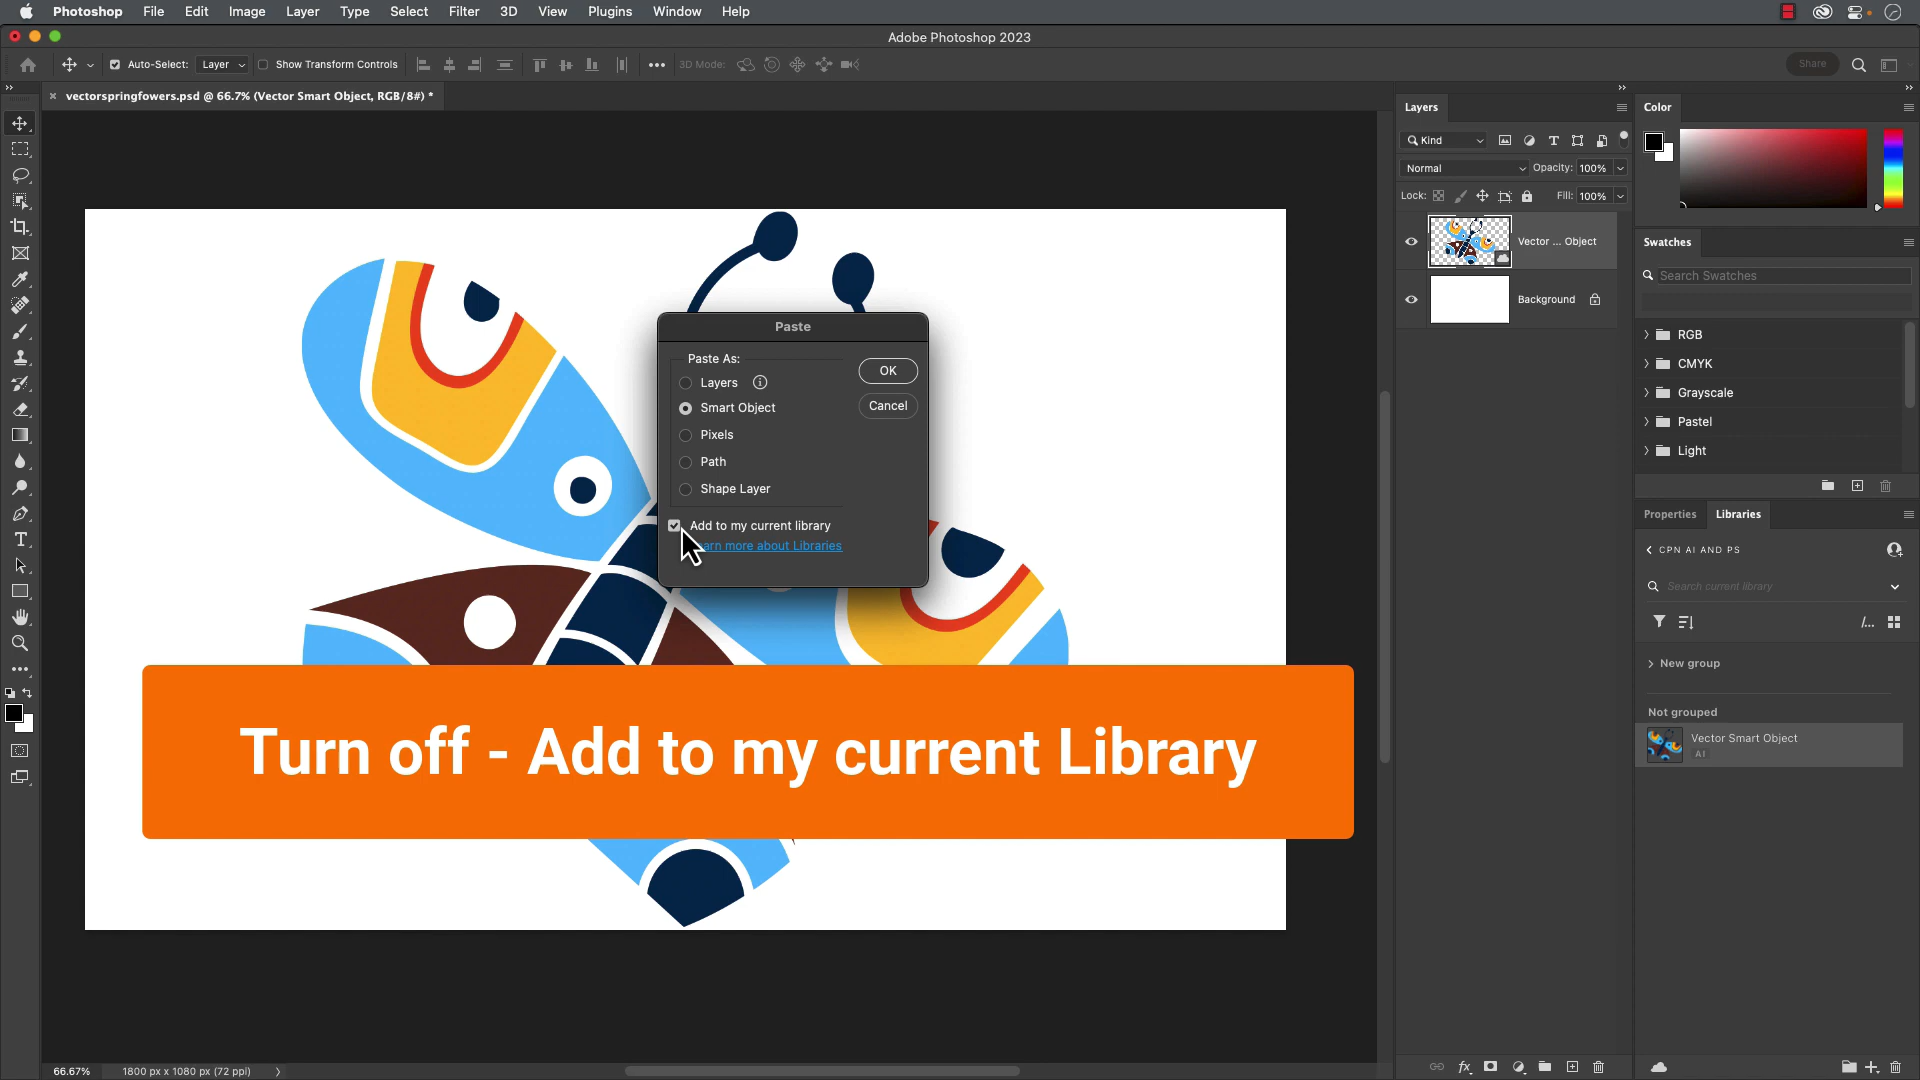 Photoshop File Edit Image Layer Type Select Filter 3D View Plugins Window Help
Adobe Photoshop 2023
Auto-Select: Layer Show Transform Controls 3D Mode: Share
vectorspringfowers.psd @ 66.7% (Vector Smart Object, RGB/8#) *
Layers
Kind
Normal Opacity: 100%
Lock: Fill: 100%
Vector ... Object
Background
Color
Swatches
Search Swatches
RGB
CMYK
Grayscale
Pastel
Light
Properties Libraries
CPN AI AND PS
Search current library
New group
Not grouped
Vector Smart Object
AI
Paste
Paste As:
Layers
Smart Object
Pixels
Path
Shape Layer
OK
Cancel
Add to my current library
arn more about Libraries
Turn off - Add to my current Library
66.67% 1800 px x 1080 px (72 ppi)